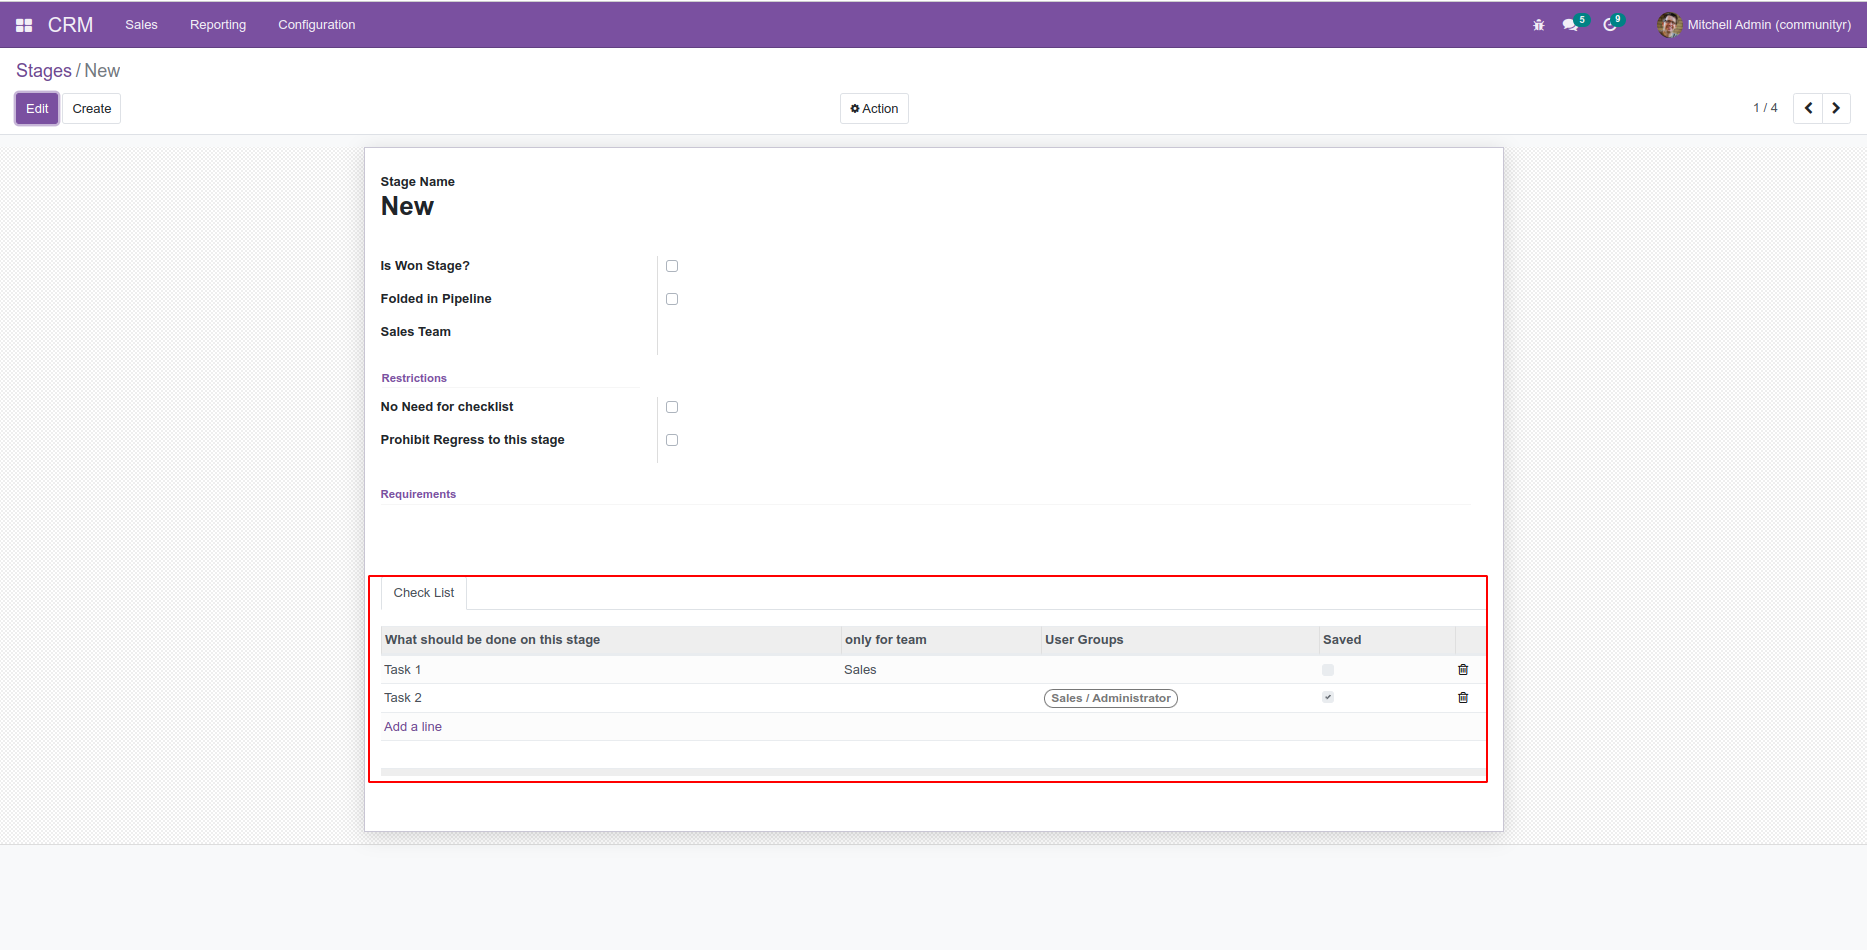 CRM Sales Reporting Configuration 5 9 Mitchell Admin (communityr)
Stages / New
Edit Create Action 1 / 4
Stage Name
New
Is Won Stage?
Folded in Pipeline
Sales Team
Restrictions
No Need for checklist
Prohibit Regress to this stage
Requirements
Check List
What should be done on this stage only for team User Groups Saved
Task 1 Sales
Task 2 Sales / Administrator
Add a line